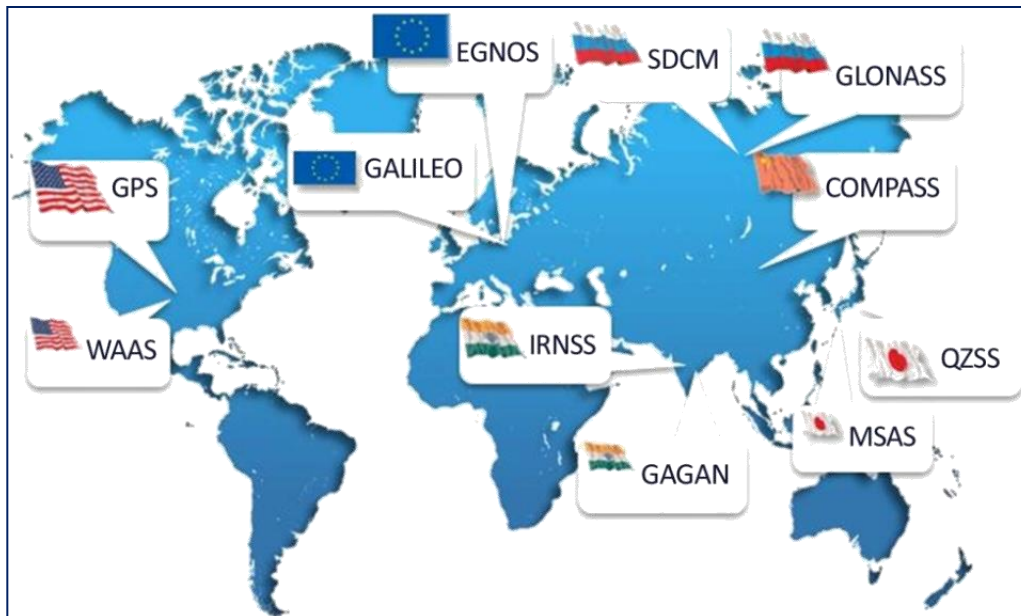 EGNOS
SDCM
GLONASS
GALILEO
GPS
COMPASS
WAAS
IRNSS
QZSS
MSAS
GAGAN